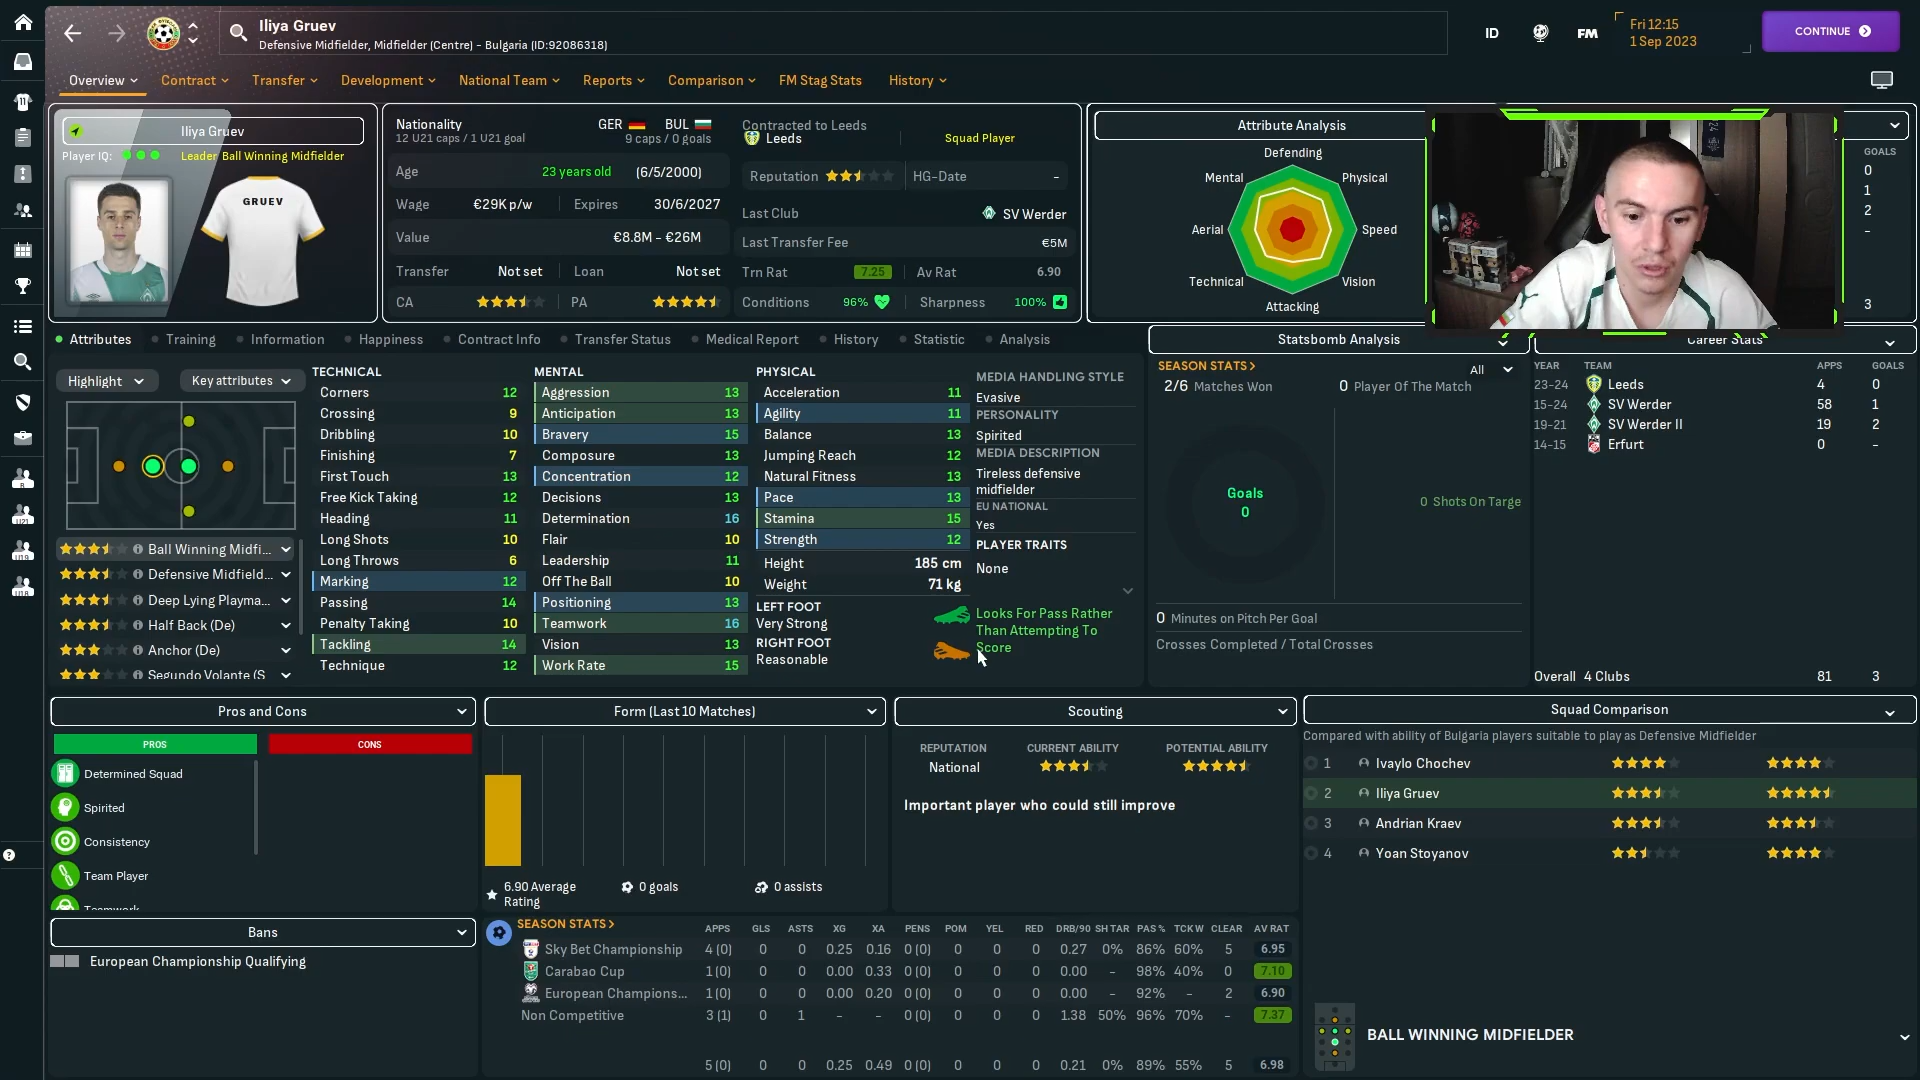 Iliya Gruev
Defensive Midfielder, Midfielder (Centre) - Bulgaria (ID:92086318)
ID
FM
Fri 12:15
1 Sep 2023
CONTINUE
Overview
Contract
Transfer
Development
National Team
Reports
Comparison
FM Stag Stats
History
Iliya Gruev
Player IQ:
Leader Ball Winning Midfielder
GRUEV
Nationality GER BUL
12 U21 caps / 1 U21 goal 9 caps / 0 goals
Age 23 years old (6/5/2000)
Wage €29K p/w Expires 30/6/2027
Value €8.8M - €26M
Transfer Not set Loan Not set
CA PA
Contracted to Leeds
Leeds Squad Player
Reputation HG-Date -
Last Club SV Werder
Last Transfer Fee €5M
Trn Rat 7.25 Av Rat 6.90
Conditions 96% Sharpness 100%
Attribute Analysis
Defending
Mental Physical
Aerial Speed
Technical Vision
Attacking
GOALS
0
1
2
-
3
Attributes
Training
Information
Happiness
Contract Info
Transfer Status
Medical Report
History
Statistic
Analysis
Highlight
Key attributes
Ball Winning Midfi...
Defensive Midfield...
Deep Lying Playma...
Half Back (De)
Anchor (De)
Segundo Volante (S
TECHNICAL
Corners 12
Crossing 9
Dribbling 10
Finishing 7
First Touch 13
Free Kick Taking 12
Heading 11
Long Shots 10
Long Throws 6
Marking 12
Passing 14
Penalty Taking 10
Tackling 14
Technique 12
MENTAL
Aggression 13
Anticipation 13
Bravery 15
Composure 13
Concentration 12
Decisions 13
Determination 16
Flair 10
Leadership 11
Off The Ball 10
Positioning 13
Teamwork 16
Vision 13
Work Rate 15
PHYSICAL
Acceleration 11
Agility 11
Balance 13
Jumping Reach 12
Natural Fitness 13
Pace 13
Stamina 15
Strength 12
Height 185 cm
Weight 71 kg
LEFT FOOT
Very Strong
RIGHT FOOT
Reasonable
MEDIA HANDLING STYLE
Evasive
PERSONALITY
Spirited
MEDIA DESCRIPTION
Tireless defensive
midfielder
EU NATIONAL
Yes
PLAYER TRAITS
None
Looks For Pass Rather
Than Attempting To
Score
Statsbomb Analysis
SEASON STATS >
All
2/6 Matches Won 0 Player Of The Match
Goals
0
0 Shots On Targe
0 Minutes on Pitch Per Goal
Crosses Completed / Total Crosses
Career Stats
YEAR TEAM APPS GOALS
23-24 Leeds 4 0
15-24 SV Werder 58 1
19-21 SV Werder II 19 2
14-15 Erfurt 0 -
Overall 4 Clubs 81 3
Pros and Cons
PROS CONS
Determined Squad
Spirited
Consistency
Team Player
Teamwork
Bans
European Championship Qualifying
Form (Last 10 Matches)
6.90 Average
Rating
0 goals
0 assists
Scouting
REPUTATION CURRENT ABILITY POTENTIAL ABILITY
National
Important player who could still improve
SEASON STATS > APPS GLS ASTS XG XA PENS POM YEL RED DRB/90 SH TAR PAS % TCK W CLEAR AV RAT
Sky Bet Championship 4 (0) 0 0 0.25 0.16 0 (0) 0 0 0 0.27 0% 86% 60% 5 6.95
Carabao Cup 1 (0) 0 0 0.00 0.33 0 (0) 0 0 0 0.00 - 98% 40% 0 7.10
European Champions... 1 (0) 0 0 0.00 0.20 0 (0) 0 0 0 0.00 - 92% - 2 6.90
Non Competitive 3 (1) 0 1 - - 0 (0) 0 0 0 1.38 50% 96% 70% - 7.37
5 (0) 0 0 0.25 0.49 0 (0) 0 0 0 0.21 0% 89% 55% 5 6.98
Squad Comparison
Compared with ability of Bulgaria players suitable to play as Defensive Midfielder
1 Ivaylo Chochev
2 Iliya Gruev
3 Andrian Kraev
4 Yoan Stoyanov
BALL WINNING MIDFIELDER